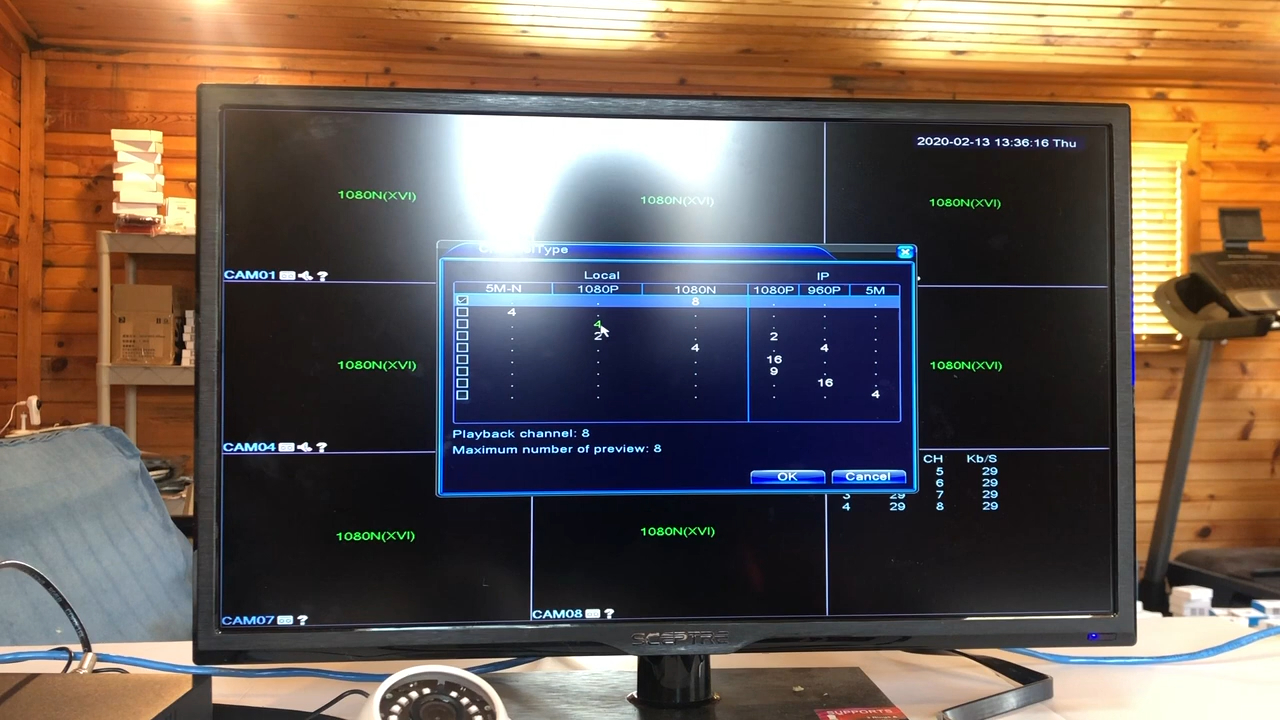 2020-02-13 13:36:16 Thu
1080N(XVI)
1080N(XVI)
1080N(XVI)
CAM01
Type
Local IP
5M-N 1080P 1080N 1080P 960P 5M
8
4
4
2 2
4 4
16
9
16
4
Playback channel: 8
Maximum number of preview: 8
OK Cancel
1080N(XVI)
1080N(XVI)
CAM04
CH Kb/S
5 29
6 29
3 29 7 29
4 29 8 29
1080N(XVI)
1080N(XVI)
CAM07
CAM08
SCEPTRE
SUPPORTS